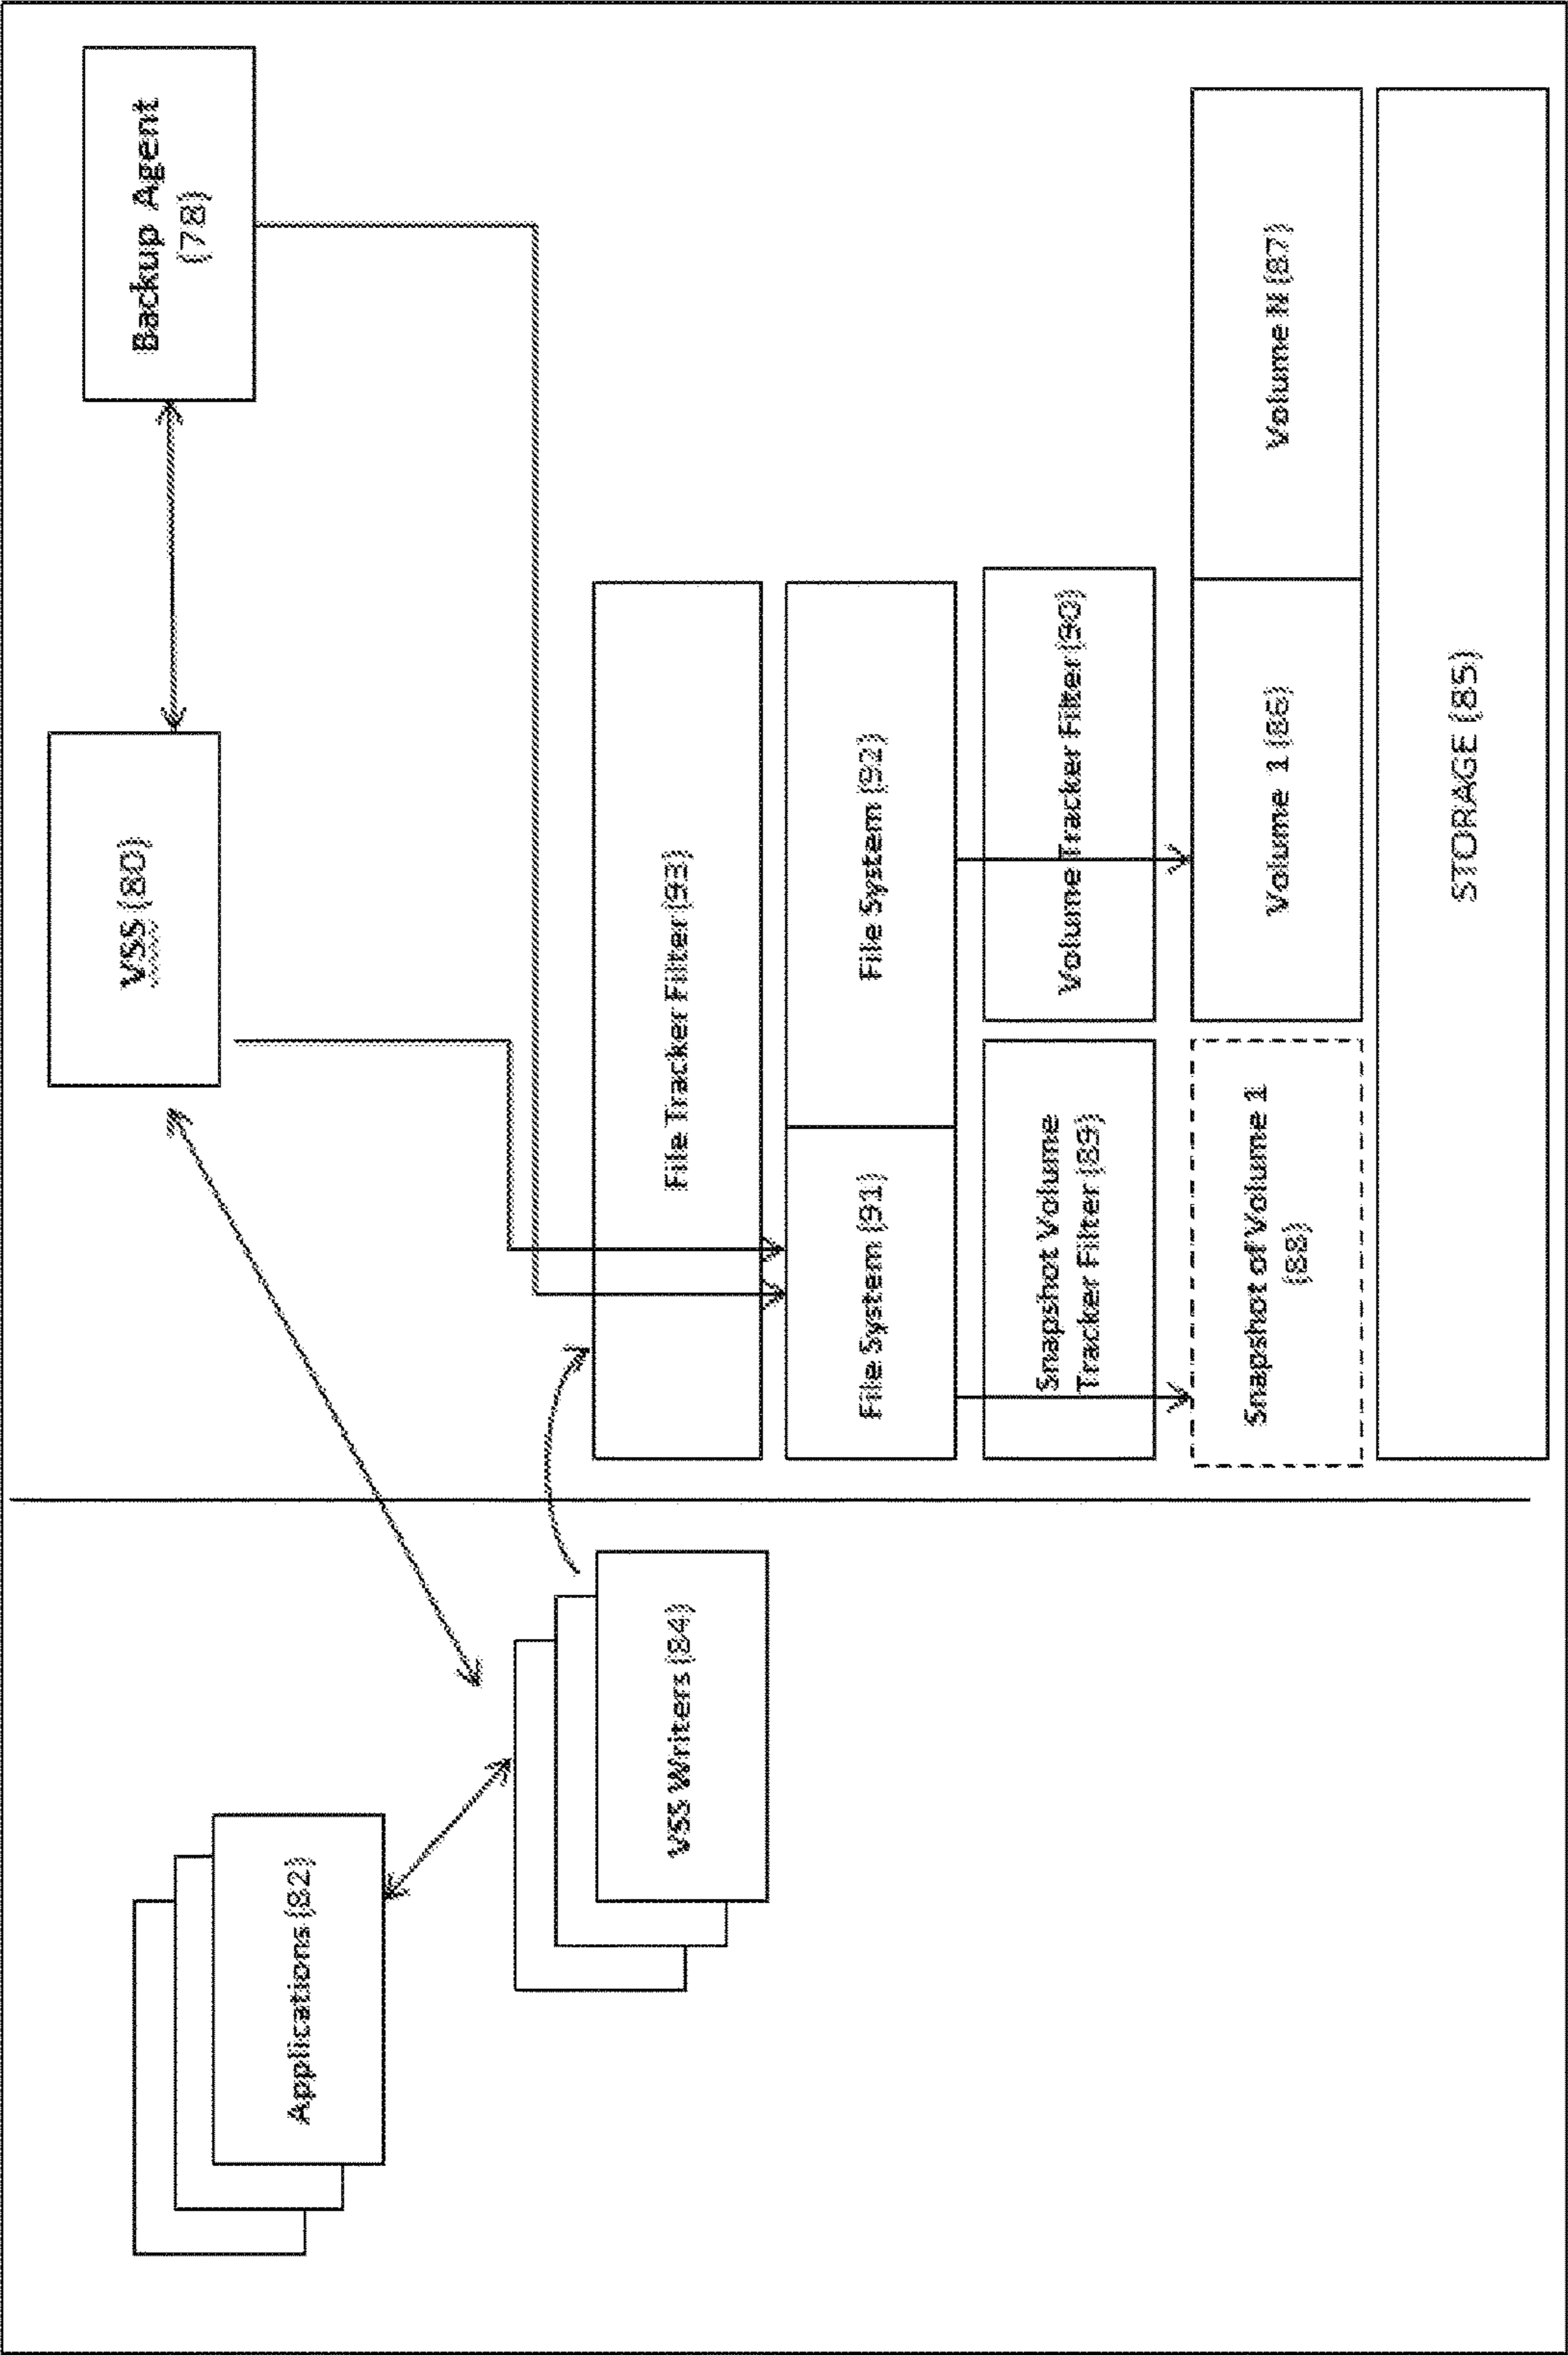 Applications (82)
VSS (80)
Backup Agent
(78)
VSS Writers (84)
File Tracker Filter (93)
File System (91)
File System (92)
Snapshot Volume
Tracker Filter (89)
Volume Tracker Filter (90)
Snapshot of Volume 1
(88)
Volume 1 (86)
Volume N (87)
STORAGE (85)